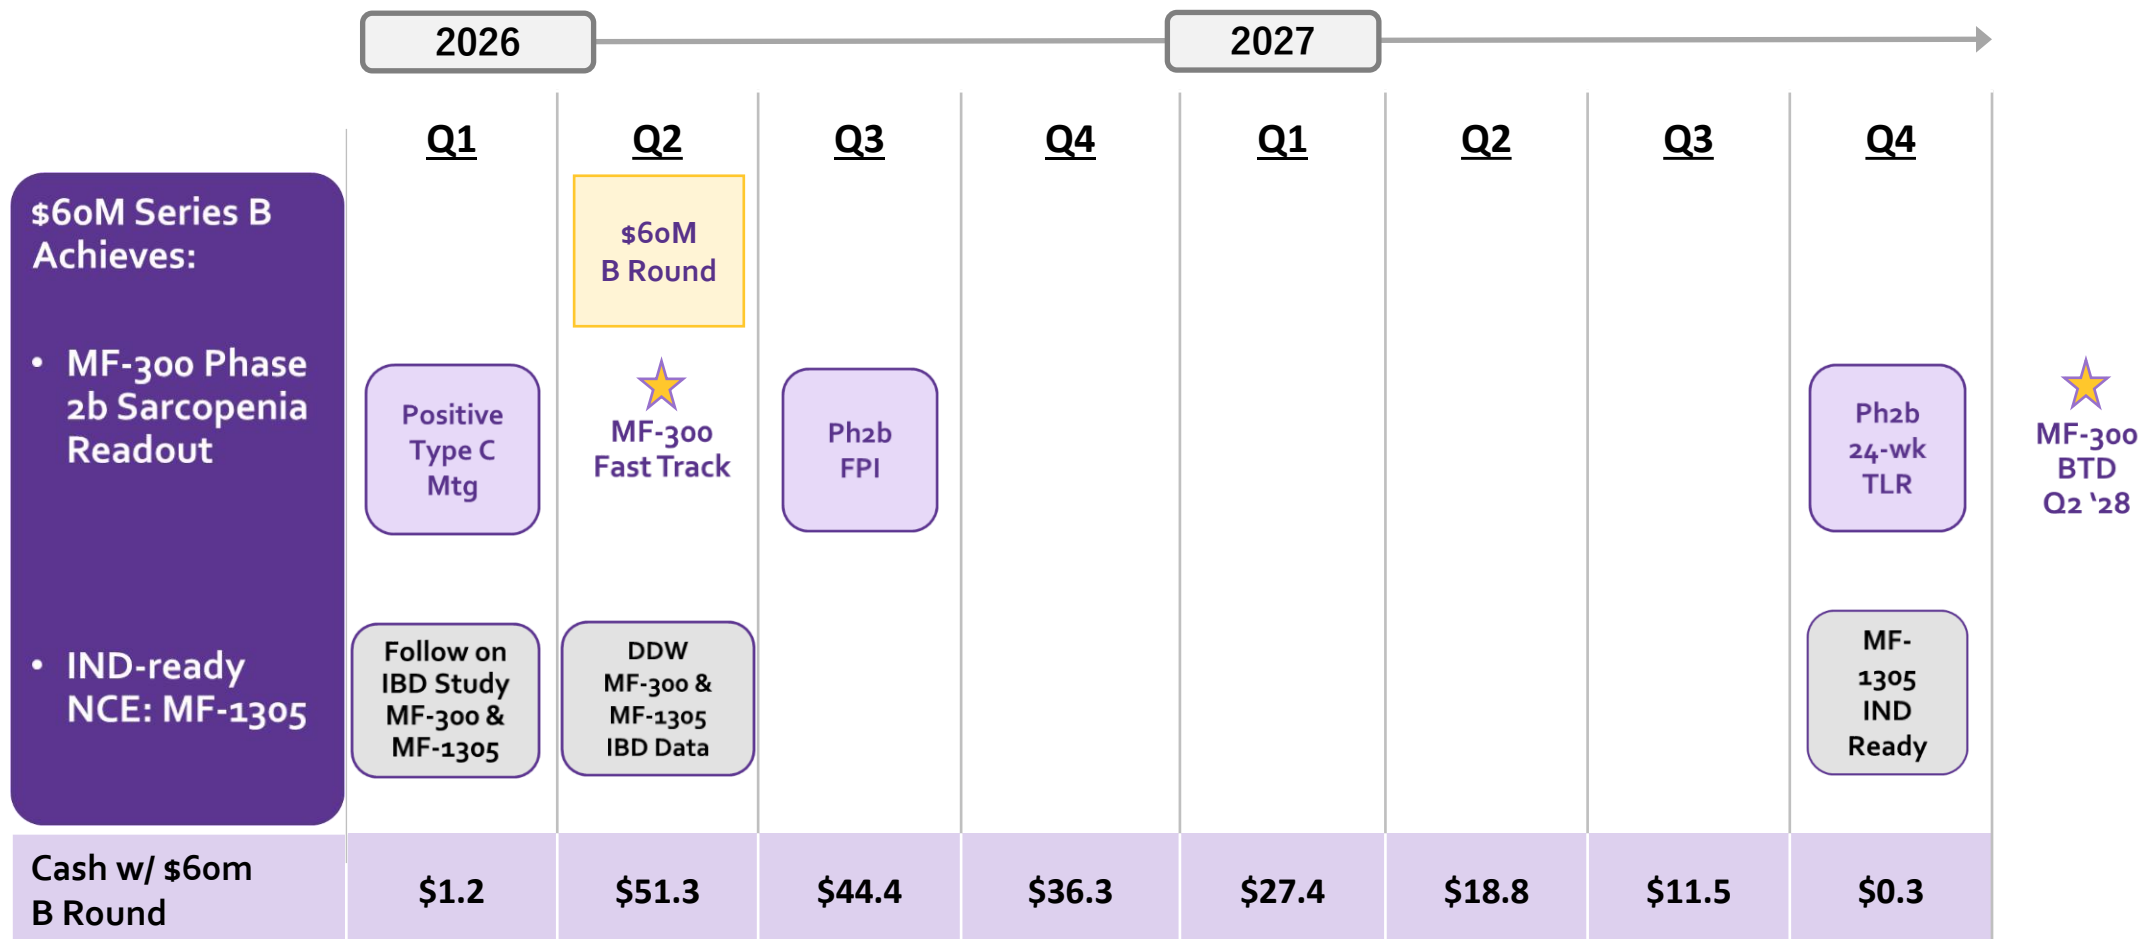 2026
2027
Q1
Q2
Q3
Q4
Q1
Q2
Q3
Q4
$60M Series B
Achieves:
• MF-300 Phase
2b Sarcopenia
Readout
• IND-ready
NCE: MF-1305
$60M
B Round
Positive
Type C
Mtg
MF-300
Fast Track
Ph2b
FPI
Ph2b
24-wk
TLR
MF-300
BTD
Q2 ‘28
Follow on
IBD Study
MF-300 &
MF-1305
DDW
MF-300 &
MF-1305
IBD Data
MF-
1305
IND
Ready
Cash w/ $60m
B Round
$1.2
$51.3
$44.4
$36.3
$27.4
$18.8
$11.5
$0.3